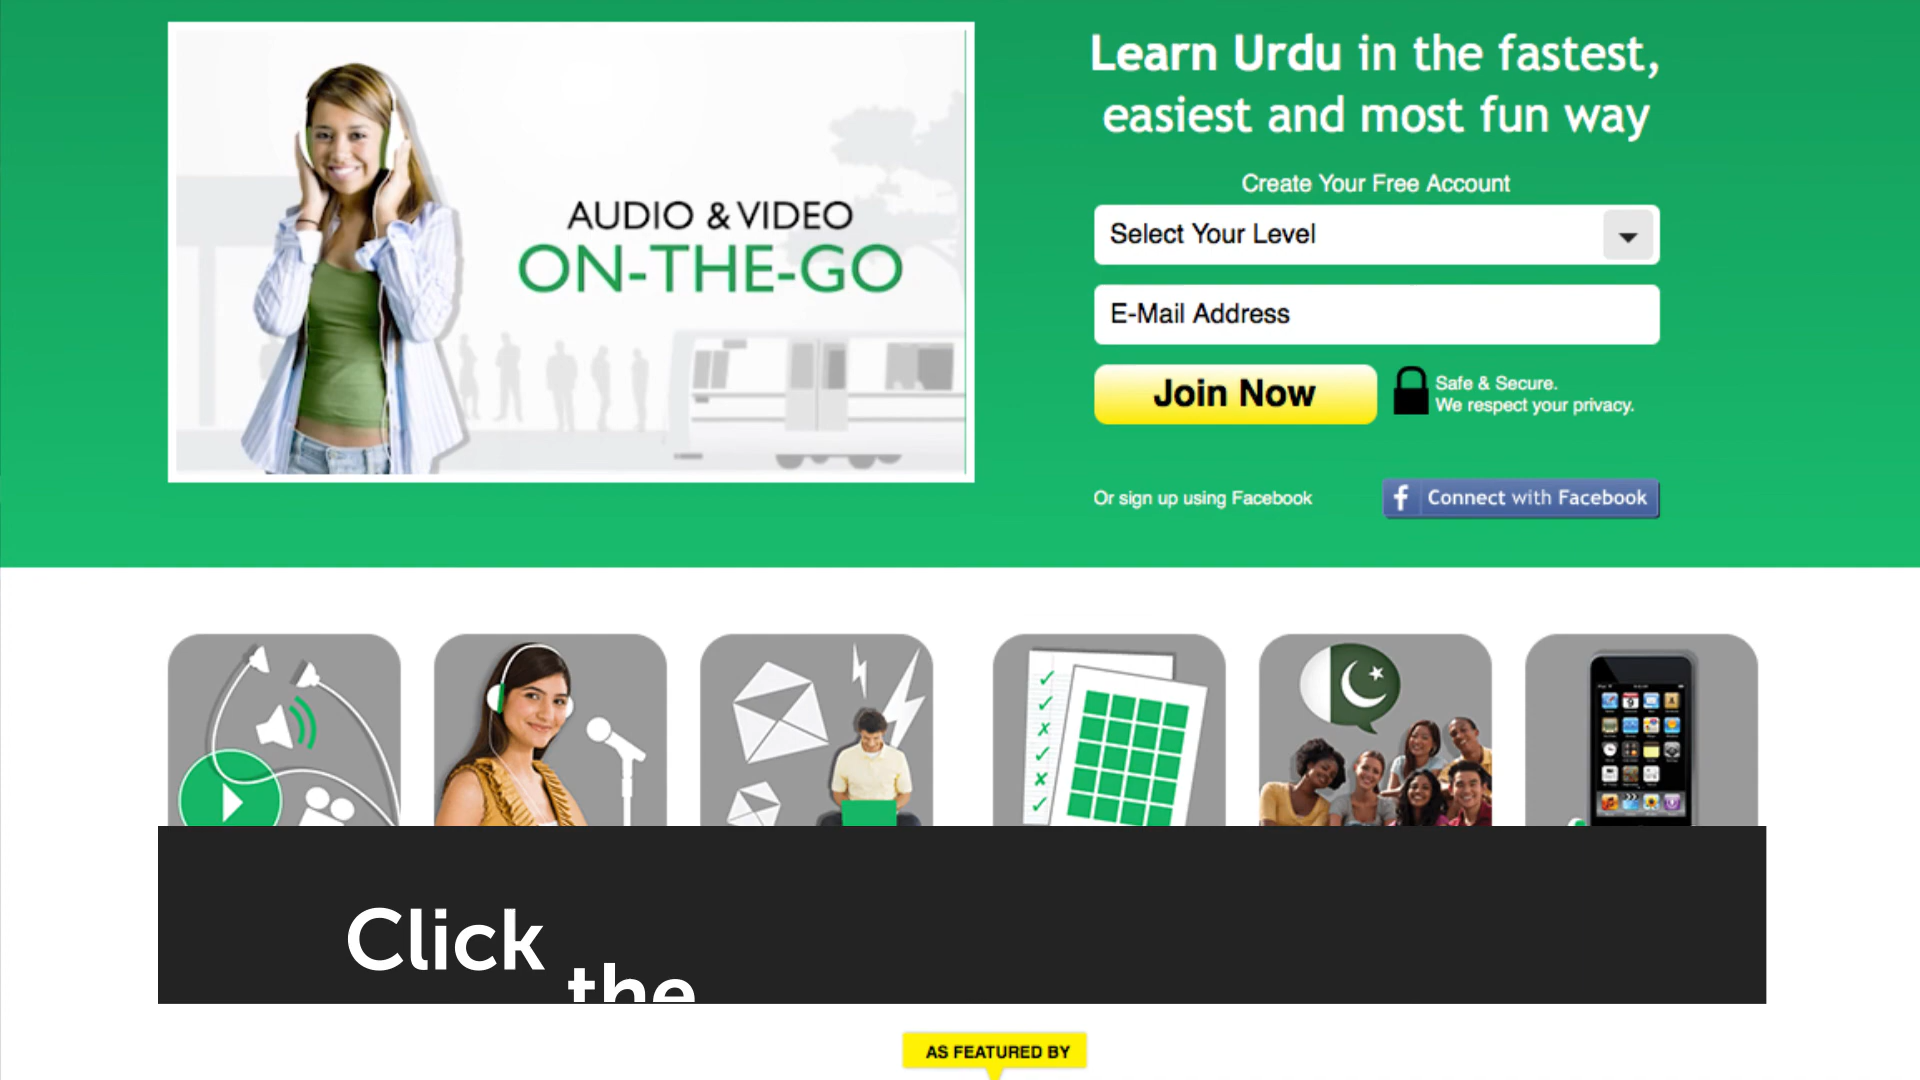 AUDIO & VIDEO
ON-THE-GO
Learn Urdu in the fastest,
easiest and most fun way
Create Your Free Account
Select Your Level
E-Mail Address
Join Now
Safe & Secure.
We respect your privacy.
Or sign up using Facebook
Connect with Facebook
Click the
AS FEATURED BY